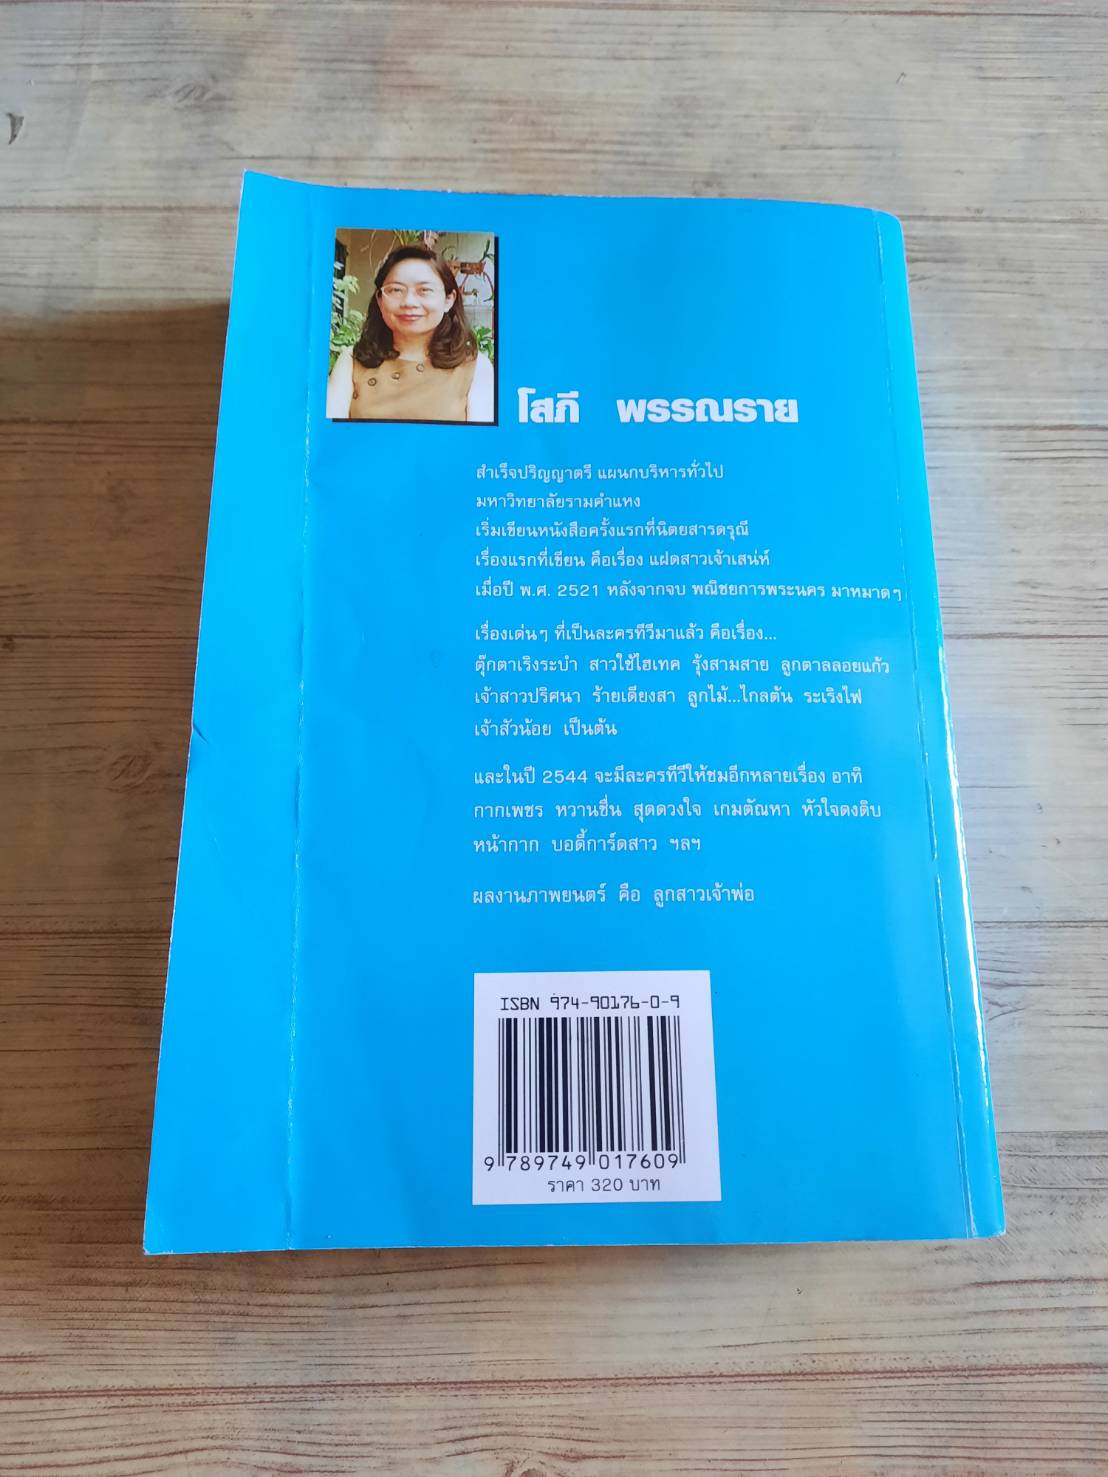 โสภี พรรณราย
สำเร็จปริญญาตรี แผนกบริหารทั่วไป
มหาวิทยาลัยรามคำแหง
เริ่มเขียนหนังสือครั้งแรกที่นิตยสารดรุณี
เรื่องแรกที่เขียน คือเรื่อง แฝดสาวเจ้าเสน่ห์
เมื่อปี พ.ศ. 2521 หลังจากจบ พณิชยการพระนคร มาหมาดๆ
เรื่องเด่นๆ ที่เป็นละครทีวีมาแล้ว คือเรื่อง...
ตุ๊กตาเริงระบำ สาวใช้ไฮเทค รุ้งสามสาย ลูกตาลลอยแก้ว
เจ้าสาวปริศนา ร้ายเดียงสา ลูกไม้...ไกลต้น ระเริงไฟ
เจ้าสัวน้อย เป็นต้น
และในปี 2544 จะมีละครทีวีให้ชมอีกหลายเรื่อง อาทิ
กากเพชร หวานชื่น สุดดวงใจ เกมตัณหา หัวใจดงดิบ
หน้ากาก บอดี้การ์ดสาว ฯลฯ
ผลงานภาพยนตร์ คือ ลูกสาวเจ้าพ่อ
ISBN 974-90176-0-9
9 789749 017609
ราคา 320 บาท